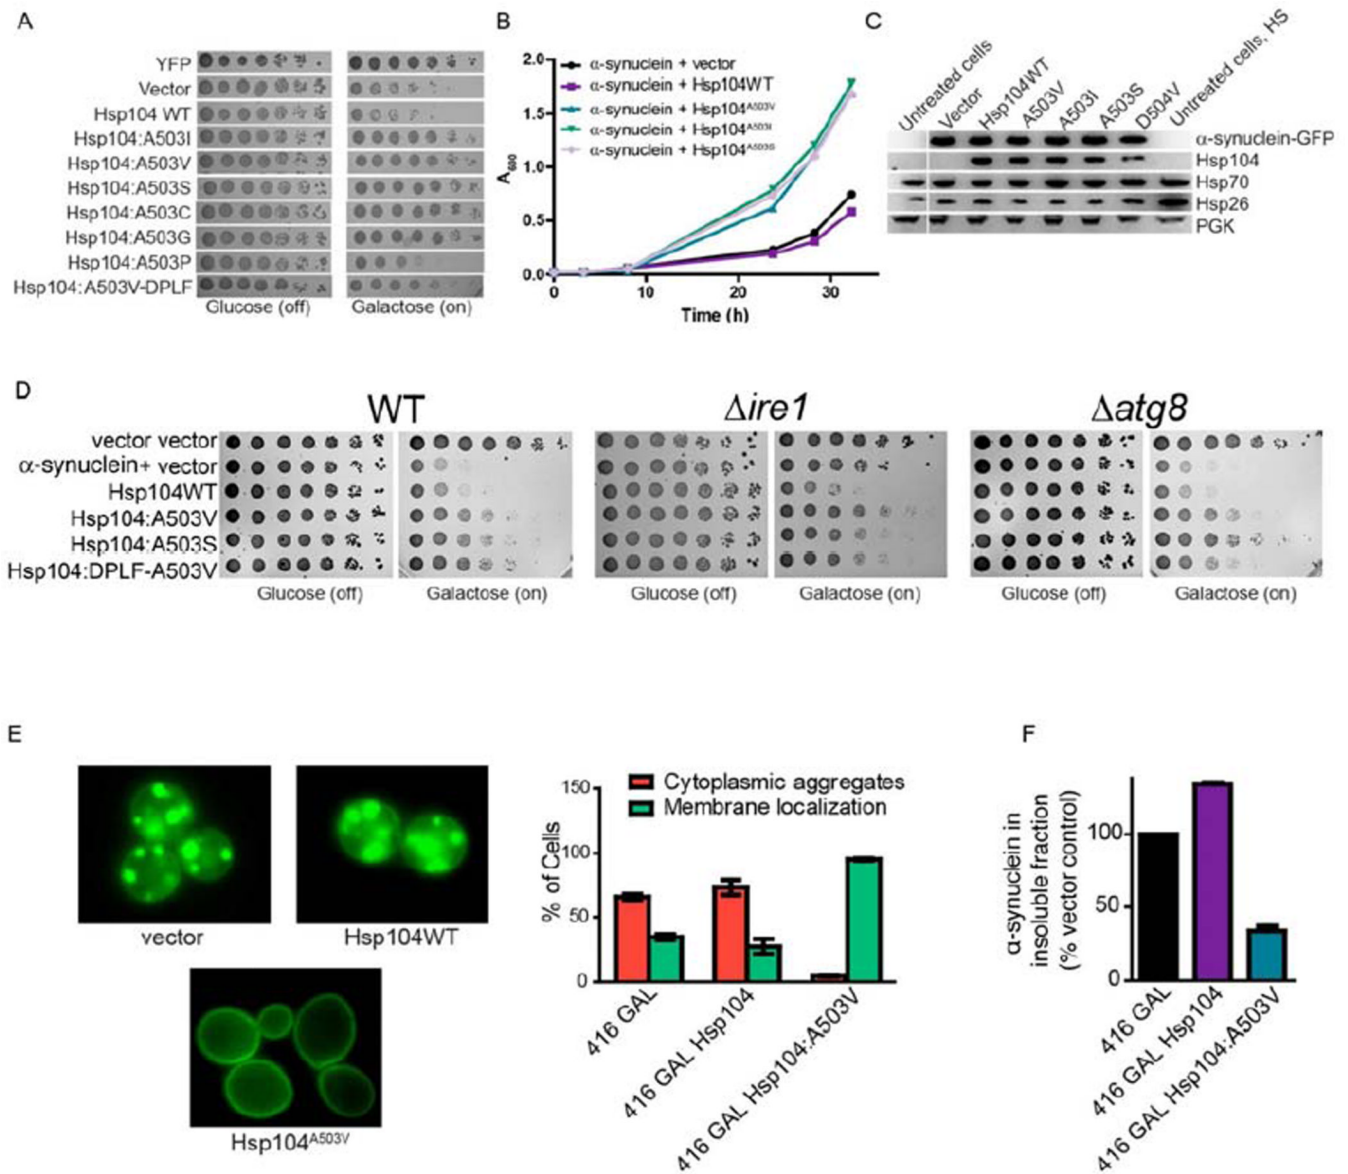 A
YFP
Vector
Hsp104 WT
Hsp104:A503I
Hsp104:A503V
Hsp104:A503S
Hsp104:A503C
Hsp104:A503G
Hsp104:A503P
Hsp104:A503V-DPLF
Glucose (off)
Galactose (on)
B
2.0
1.5
1.0
0.5
0.0
A600
0
10
20
30
Time (h)
α-synuclein + vector
α-synuclein + Hsp104WT
α-synuclein + Hsp104A503V
α-synuclein + Hsp104A503I
α-synuclein + Hsp104A503S
C
Untreated cells
Vector
Hsp104WT
A503V
A503I
A503S
D504V
Untreated cells, HS
α-synuclein-GFP
Hsp104
Hsp70
Hsp26
PGK
D
WT
Δire1
Δatg8
vector vector
α-synuclein+ vector
Hsp104WT
Hsp104:A503V
Hsp104:A503S
Hsp104:DPLF-A503V
Glucose (off)
Galactose (on)
Glucose (off)
Galactose (on)
Glucose (off)
Galactose (on)
E
vector
Hsp104WT
Hsp104A503V
150
100
50
0
% of Cells
Cytoplasmic aggregates
Membrane localization
416 GAL
416 GAL Hsp104
416 GAL Hsp104:A503V
F
α-synuclein in
insoluble fraction
(% vector control)
100
50
0
416 GAL
416 GAL Hsp104
416 GAL Hsp104:A503V